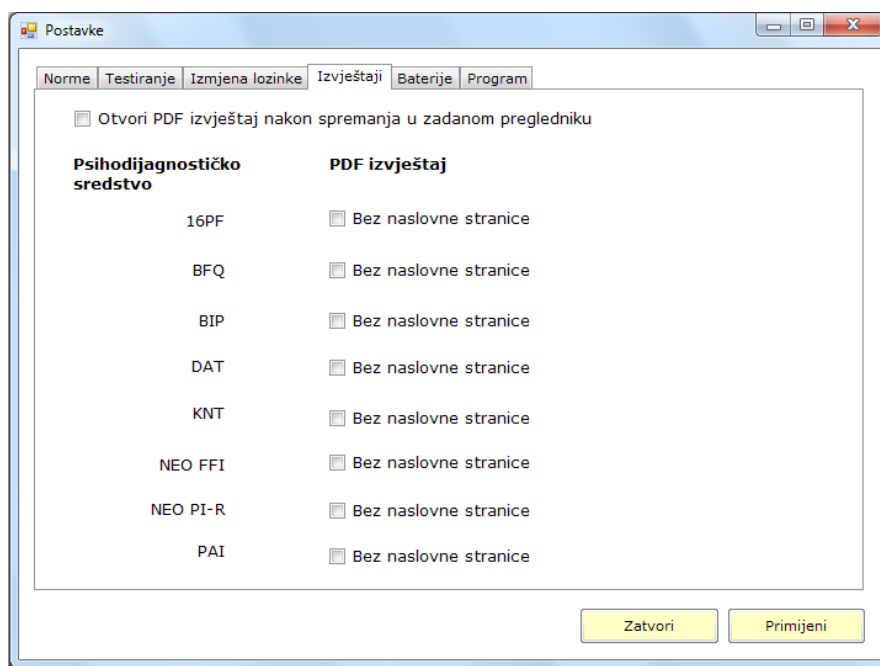 Postavke
Norme Testiranje Izmjena lozinke Izvještaji Baterije Program
Otvori PDF izvještaj nakon spremanja u zadanom pregledniku
Psihodijagnostičko sredstvo PDF izvještaj
16PF Bez naslovne stranice
BFQ Bez naslovne stranice
BIP Bez naslovne stranice
DAT Bez naslovne stranice
KNT Bez naslovne stranice
NEO FFI Bez naslovne stranice
NEO PI-R Bez naslovne stranice
PAI Bez naslovne stranice
Zatvori Primijeni